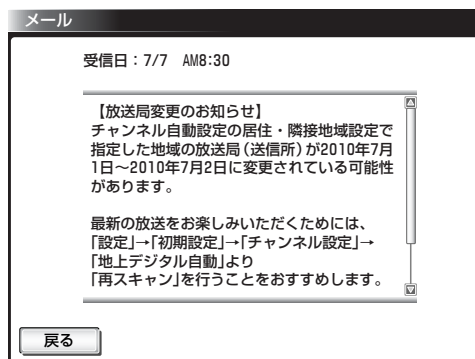 メール
受信日：7/7 AM8:30
【放送局変更のお知らせ】
チャンネル自動設定の居住・隣接地域設定で
指定した地域の放送局(送信所)が2010年7月
1日～2010年7月2日に変更されている可能性
があります。
最新の放送をお楽しみいただくためには、
「設定」→「初期設定」→「チャンネル設定」→
「地上デジタル自動」より
「再スキャン」を行うことをおすすめします。
戻る